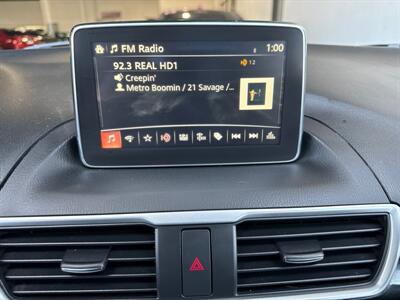 FM Radio 1:00
92.3 REAL HD1 12
Creepin'
Metro Boomin / 21 Savage /...